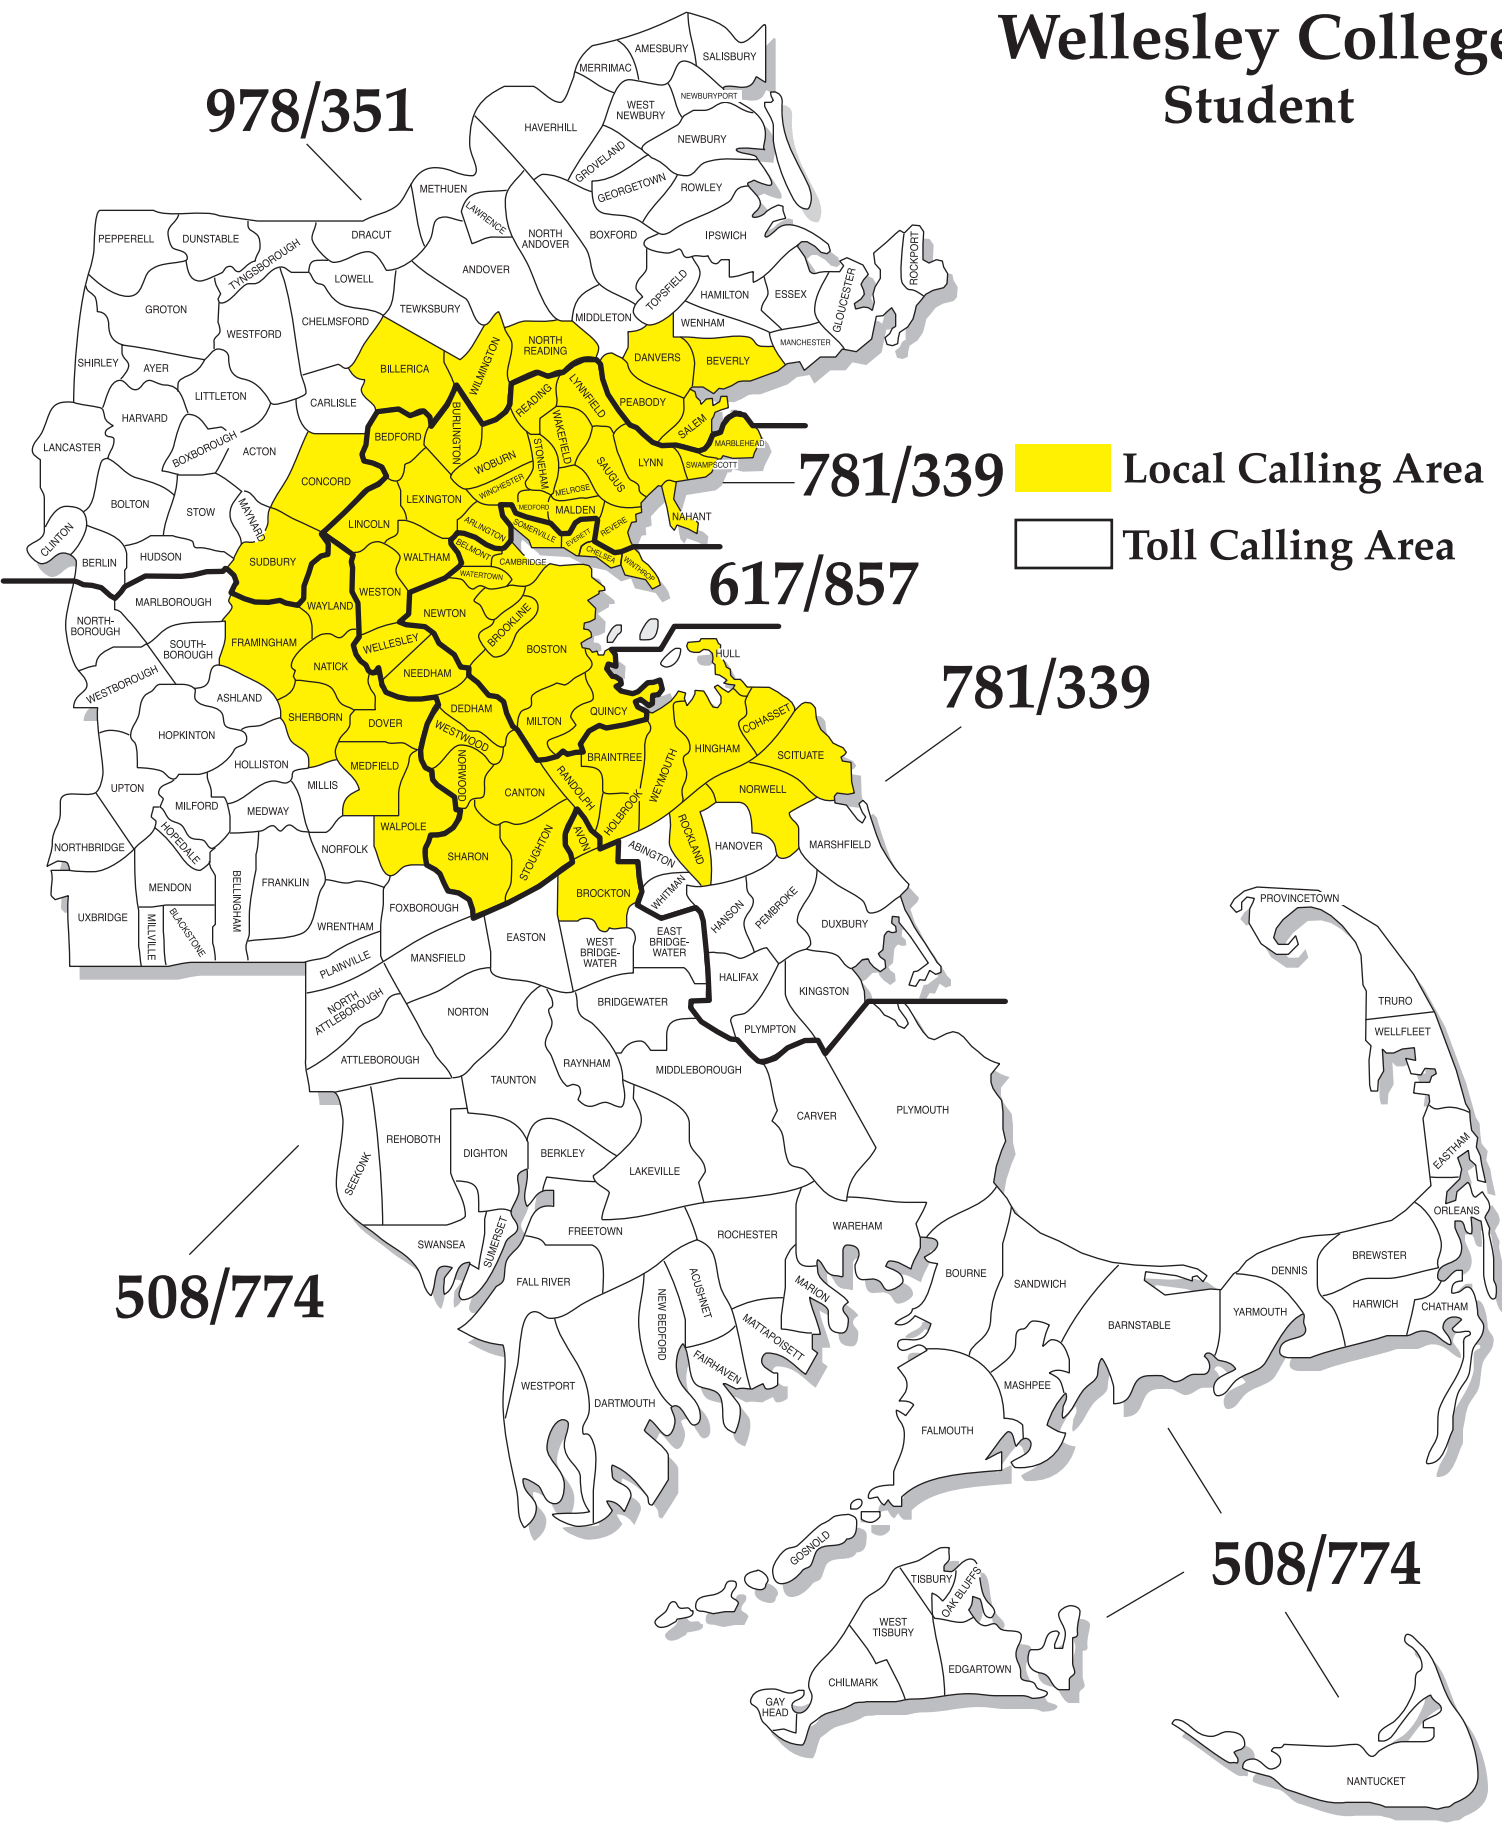 Wellesley College
Student
978/351
AMESBURY
SALISBURY
MERRIMAC
NEWBURYPORT
WEST
NEWBURY
HAVERHILL
NEWBURY
GROVELAND
GEORGETOWN
ROWLEY
METHUEN
LAWRENCE
PEPPERELL
DUNSTABLE
TYNGSBOROUGH
DRACUT
NORTH
ANDOVER
BOXFORD
IPSWICH
ROCKPORT
LOWELL
ANDOVER
TOPSFIELD
HAMILTON
ESSEX
GLOUCESTER
GROTON
WESTFORD
CHELMSFORD
TEWKSBURY
MIDDLETON
WENHAM
MANCHESTER
SHIRLEY
AYER
BILLERICA
WILMINGTON
NORTH
READING
DANVERS
BEVERLY
LITTLETON
CARLISLE
READING
LYNNFIELD
PEABODY
HARVARD
BURLINGTON
WAKEFIELD
SALEM
LANCASTER
BOXBOROUGH
ACTON
BEDFORD
MARBLEHEAD
WOBURN
STONEHAM
SAUGUS
LYNN
SWAMPSCOTT
781/339
Local Calling Area
CONCORD
LEXINGTON
WINCHESTER
MELROSE
BOLTON
STOW
MAYNARD
LINCOLN
MEDFORD
MALDEN
NAHANT
ARLINGTON
SOMERVILLE
EVERETT
REVERE
CLINTON
BERLIN
HUDSON
SUDBURY
WALTHAM
BELMONT
CAMBRIDGE
CHELSEA
WINTHROP
Toll Calling Area
WATERTOWN
617/857
MARLBOROUGH
WAYLAND
WESTON
NEWTON
BROOKLINE
NORTH-
BOROUGH
SOUTH-
BOROUGH
FRAMINGHAM
WELLESLEY
BOSTON
HULL
WESTBOROUGH
NATICK
NEEDHAM
781/339
ASHLAND
SHERBORN
DOVER
DEDHAM
MILTON
QUINCY
COHASSET
HOPKINTON
WESTWOOD
HINGHAM
SCITUATE
HOLLISTON
MEDFIELD
NORWOOD
BRAINTREE
WEYMOUTH
UPTON
MILLIS
CANTON
RANDOLPH
NORWELL
MILFORD
MEDWAY
HOLBROOK
HOPEDALE
WALPOLE
AVON
ROCKLAND
NORTHBRIDGE
NORFOLK
SHARON
STOUGHTON
ABINGTON
HANOVER
MARSHFIELD
MENDON
BELLINGHAM
FRANKLIN
BROCKTON
WHITMAN
UXBRIDGE
MILLVILLE
BLACKSTONE
FOXBOROUGH
HANSON
PEMBROKE
WRENTHAM
EASTON
EAST
BRIDGE-
WATER
DUXBURY
PROVINCETOWN
PLAINVILLE
MANSFIELD
WEST
BRIDGE-
WATER
HALIFAX
KINGSTON
NORTH
ATTLEBOROUGH
NORTON
BRIDGEWATER
PLYMPTON
TRURO
ATTLEBOROUGH
RAYNHAM
MIDDLEBOROUGH
WELLFLEET
TAUNTON
CARVER
PLYMOUTH
SEEKONK
REHOBOTH
DIGHTON
BERKLEY
LAKEVILLE
EASTHAM
SWANSEA
SOMERSET
FREETOWN
ROCHESTER
WAREHAM
ORLEANS
508/774
FALL RIVER
NEW BEDFORD
ACUSHNET
MARION
BOURNE
SANDWICH
DENNIS
BREWSTER
MATTAPOISETT
BARNSTABLE
YARMOUTH
HARWICH
CHATHAM
WESTPORT
DARTMOUTH
FAIRHAVEN
MASHPEE
FALMOUTH
GOSNOLD
508/774
TISBURY
OAK BLUFFS
WEST
TISBURY
CHILMARK
EDGARTOWN
GAY
HEAD
NANTUCKET